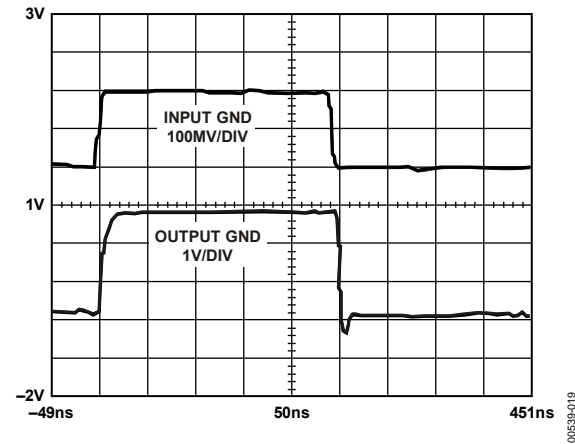 3V
INPUT GND
100MV/DIV
1V
OUTPUT GND
1V/DIV
–2V
–49ns
50ns
451ns
00539-019